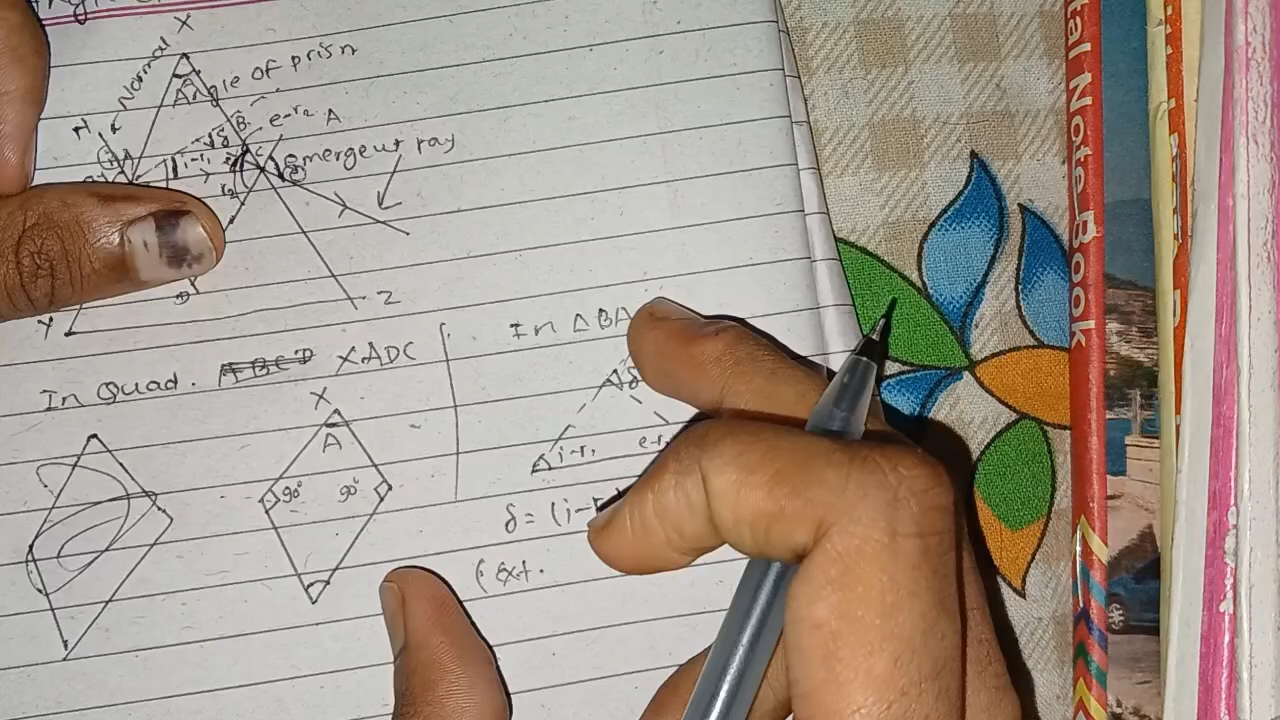 X
Normal
Angle of prism
A
N
δ
B
e-r₂ A
i-r₁
C
emergent ray
r₂
e
D
Y
Z
In Quad. XADC
X
A
90° 90°
In ΔBA
δ
A i-r₁ e-r
δ = (i-r
(ext.
tal Note Book